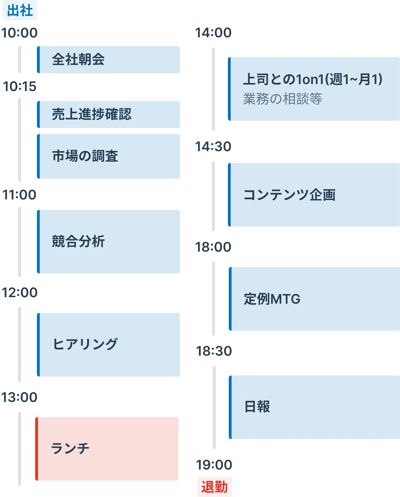 出社
10:00
全社朝会
10:15
売上進捗確認
市場の調査
11:00
競合分析
12:00
ヒアリング
13:00
ランチ
14:00
上司との1on1(週1~月1)
業務の相談等
14:30
コンテンツ企画
18:00
定例MTG
18:30
日報
19:00
退勤